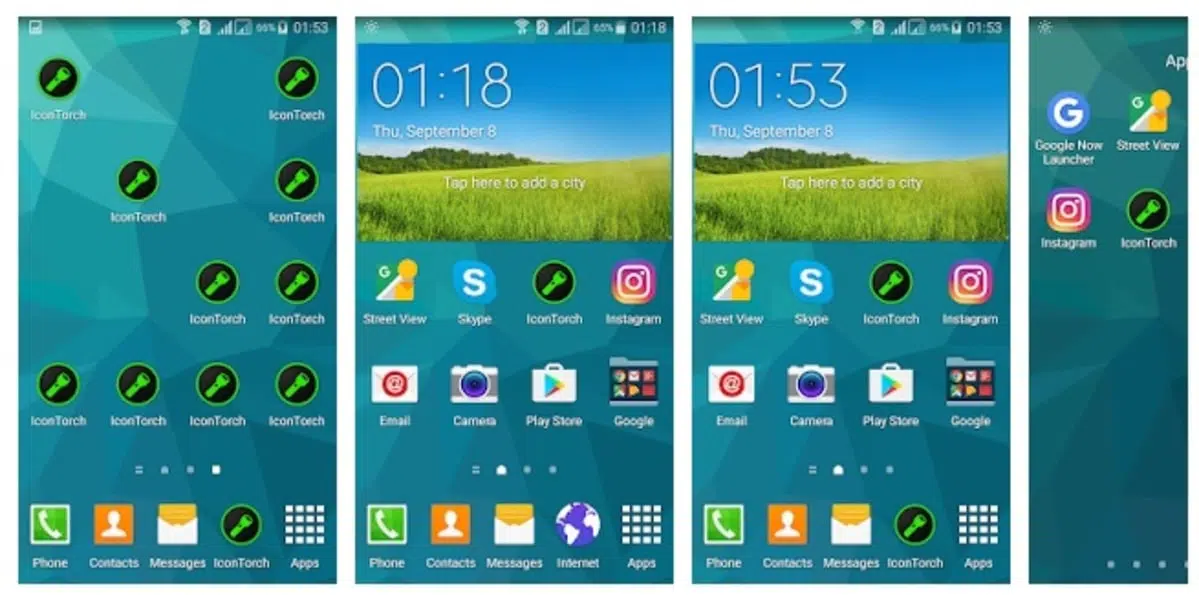 66% 01:53
IconTorch IconTorch
IconTorch IconTorch
IconTorch IconTorch
IconTorch IconTorch IconTorch IconTorch
Phone Contacts Messages IconTorch Apps
2 65% 01:18
01:18
Thu, September 8
Tap here to add a city
G
Street View Skype IconTorch Instagram
Email Camera Play Store Google
Phone Contacts Messages Internet Apps
2 66% 01:53
01:53
Thu, September 8
Tap here to add a city
G
Street View Skype IconTorch Instagram
Email Camera Play Store Google
Phone Contacts Messages IconTorch Apps
App
G G
Google Now Street View
Launcher
Instagram IconTorch